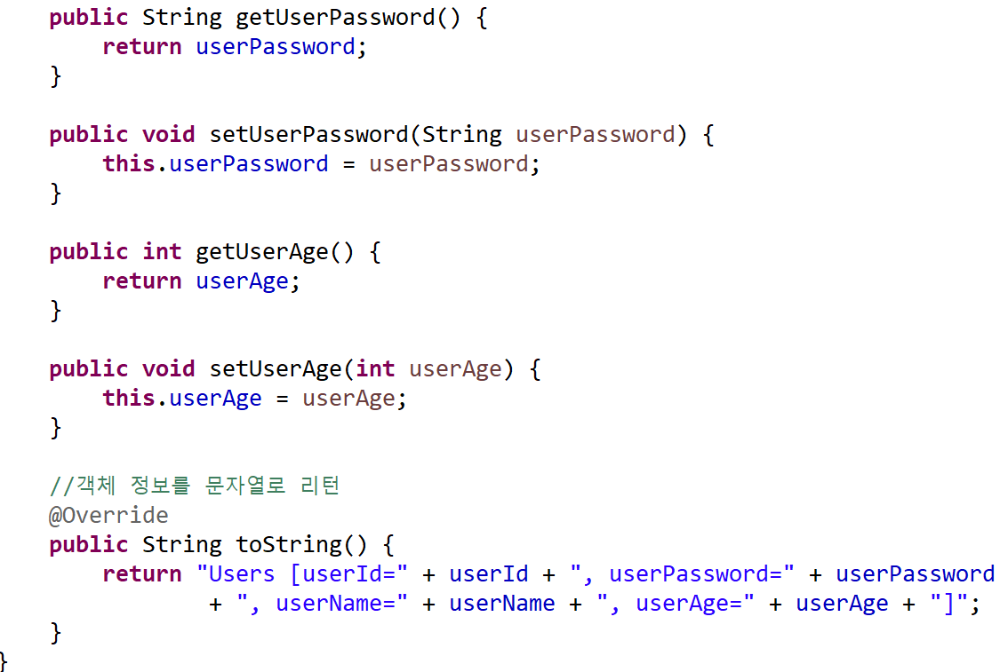 public String getUserPassword() {
return userPassword;
}
public void setUserPassword(String userPassword) {
this.userPassword = userPassword;
}
public int getUserAge() {
return userAge;
}
public void setUserAge(int userAge) {
this.userAge = userAge;
}
//객체 정보를 문자열로 리턴
@Override
public String toString() {
return "Users [userId=" + userId + ", userPassword=" + userPassword
+ ", userName=" + userName + ", userAge=" + userAge + "]";
}
}